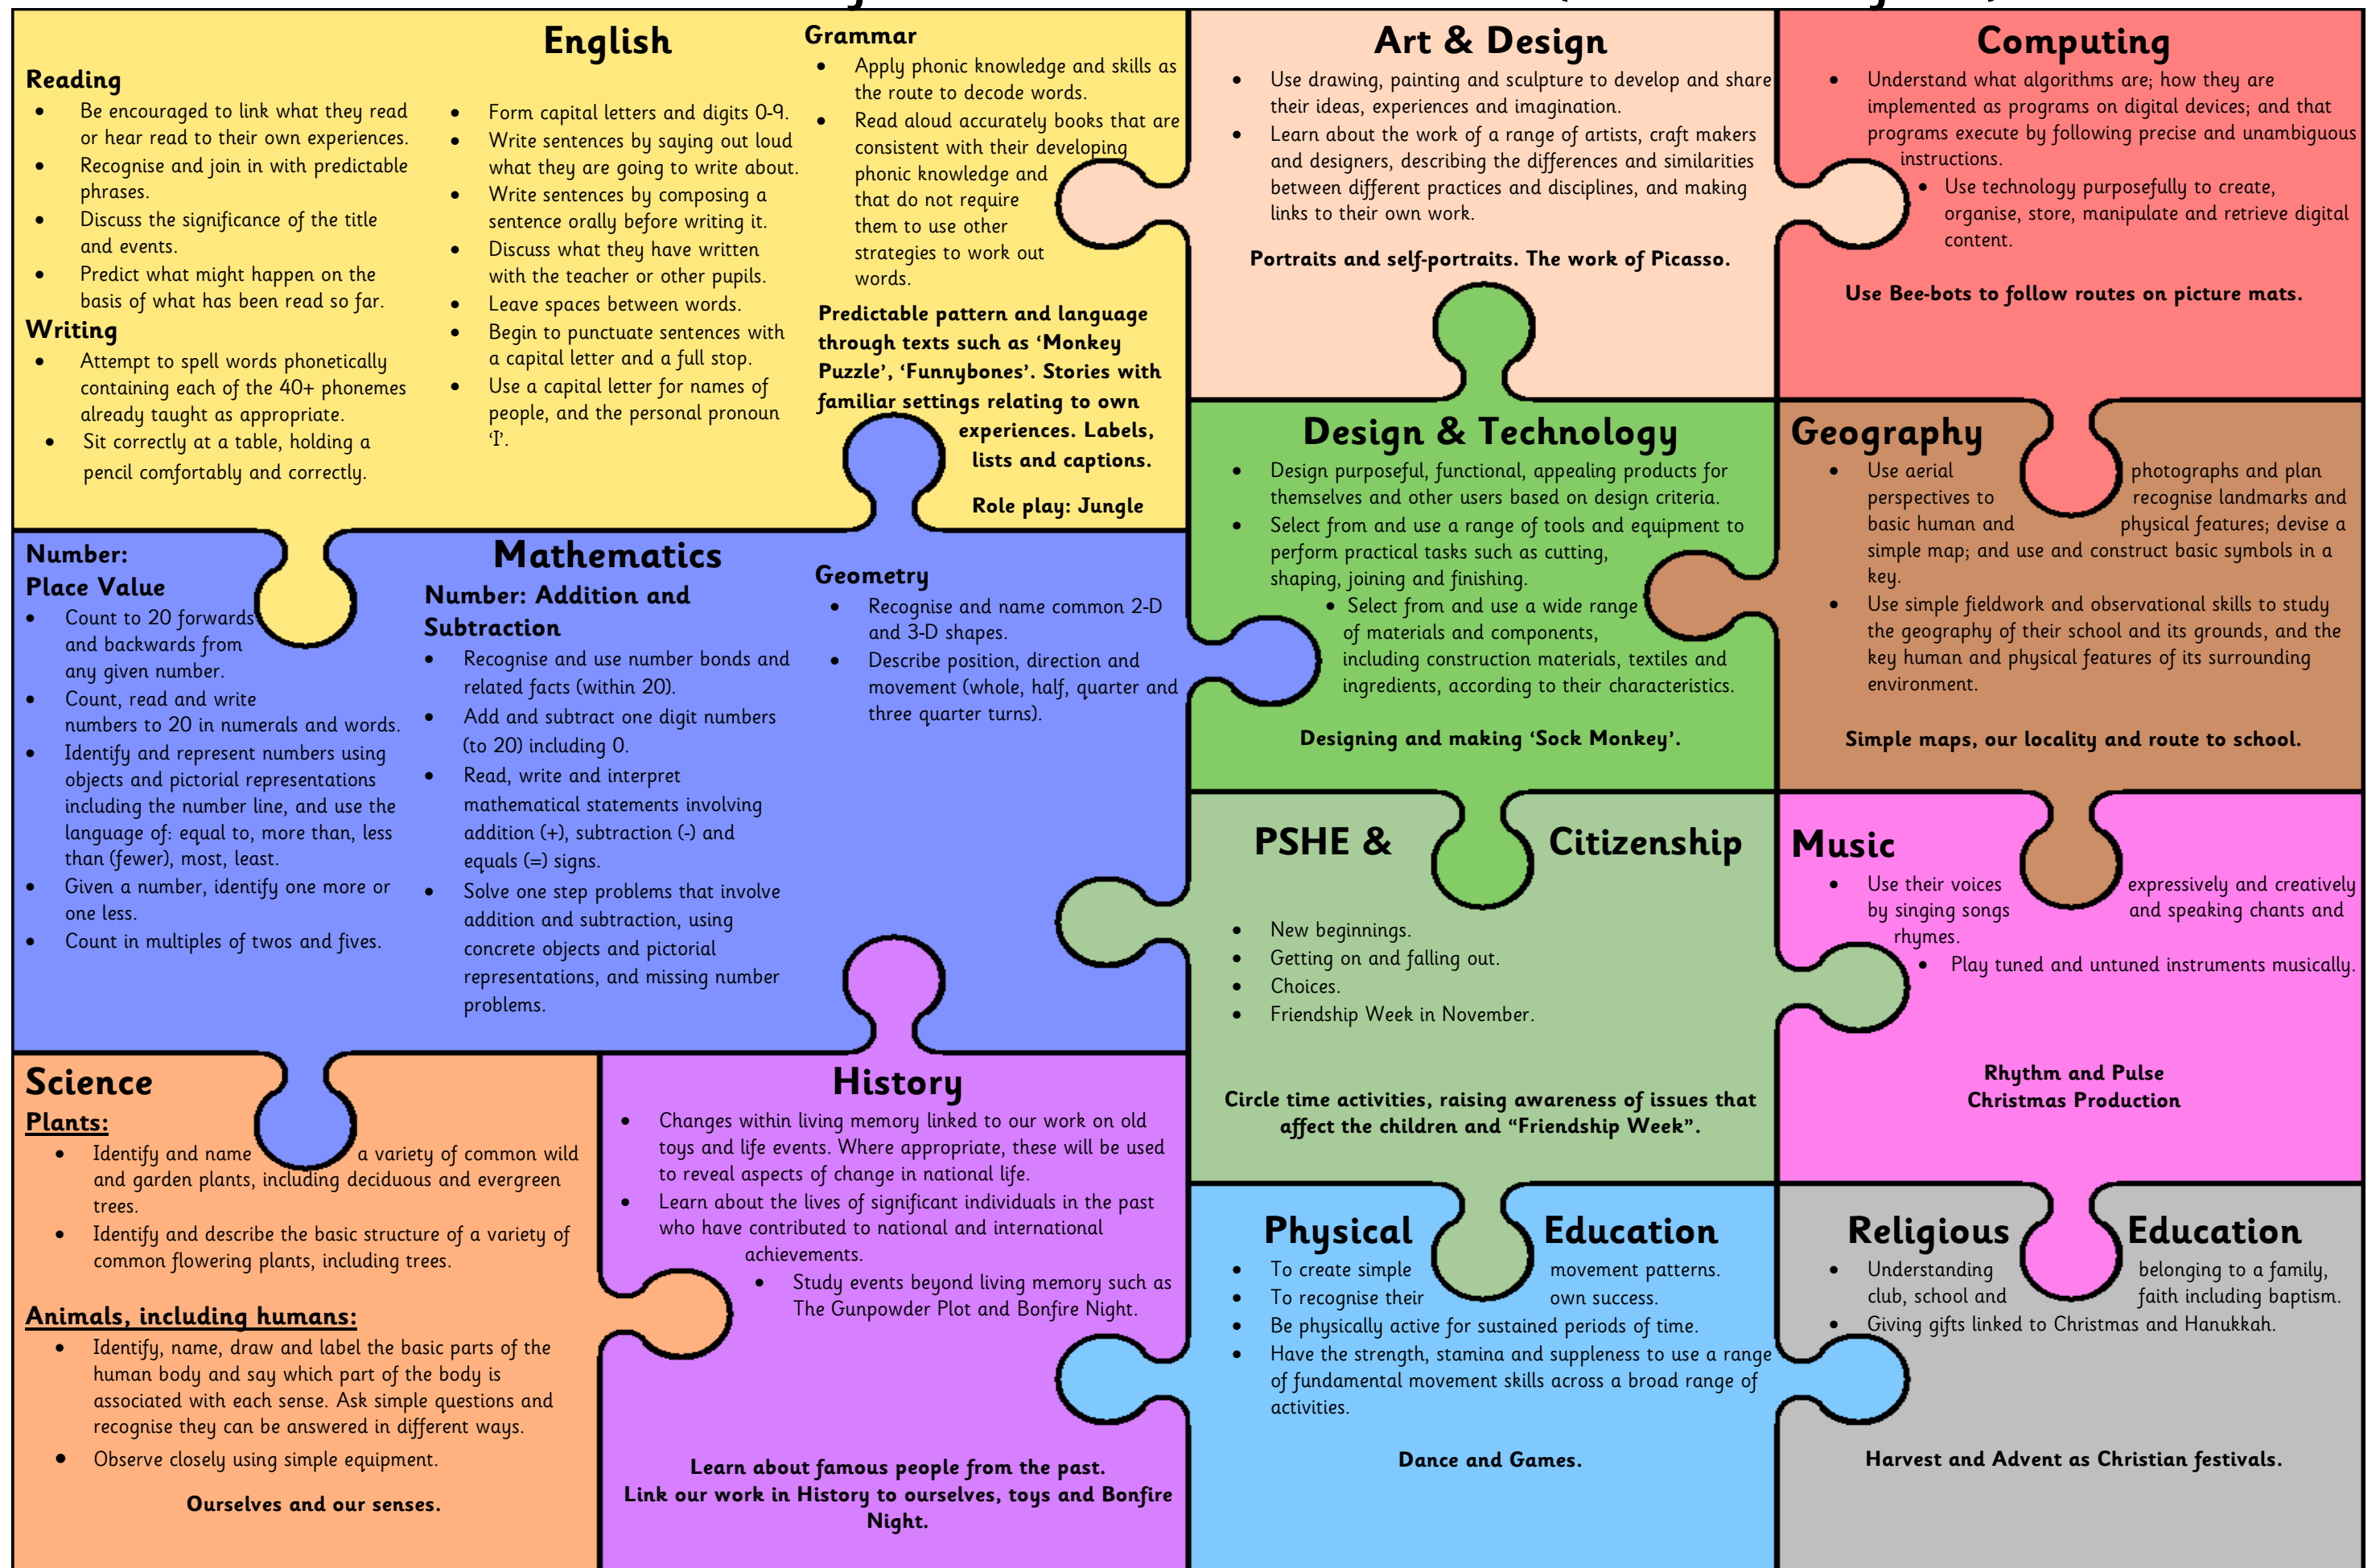 English
Reading
• Be encouraged to link what they read
or hear read to their own experiences.
• Recognise and join in with predictable
phrases.
• Discuss the significance of the title
and events.
• Predict what might happen on the
basis of what has been read so far.
Writing
• Attempt to spell words phonetically
containing each of the 40+ phonemes
already taught as appropriate.
• Sit correctly at a table, holding a
pencil comfortably and correctly.
• Form capital letters and digits 0-9.
• Write sentences by saying out loud
what they are going to write about.
• Write sentences by composing a
sentence orally before writing it.
• Discuss what they have written
with the teacher or other pupils.
• Leave spaces between words.
• Begin to punctuate sentences with
a capital letter and a full stop.
• Use a capital letter for names of
people, and the personal pronoun
‘I’.
Grammar
• Apply phonic knowledge and skills as
the route to decode words.
• Read aloud accurately books that are
consistent with their developing
phonic knowledge and
that do not require
them to use other
strategies to work out
words.
Predictable pattern and language
through texts such as ‘Monkey
Puzzle’, ‘Funnybones’. Stories with
familiar settings relating to own
experiences. Labels,
lists and captions.
Role play: Jungle
Art & Design
• Use drawing, painting and sculpture to develop and share
their ideas, experiences and imagination.
• Learn about the work of a range of artists, craft makers
and designers, describing the differences and similarities
between different practices and disciplines, and making
links to their own work.
Portraits and self-portraits. The work of Picasso.
Computing
• Understand what algorithms are; how they are
implemented as programs on digital devices; and that
programs execute by following precise and unambiguous
instructions.
• Use technology purposefully to create,
organise, store, manipulate and retrieve digital
content.
Use Bee-bots to follow routes on picture mats.
Mathematics
Number:
Place Value
• Count to 20 forwards
and backwards from
any given number.
• Count, read and write
numbers to 20 in numerals and words.
• Identify and represent numbers using
objects and pictorial representations
including the number line, and use the
language of: equal to, more than, less
than (fewer), most, least.
• Given a number, identify one more or
one less.
• Count in multiples of twos and fives.
Number: Addition and
Subtraction
• Recognise and use number bonds and
related facts (within 20).
• Add and subtract one digit numbers
(to 20) including 0.
• Read, write and interpret
mathematical statements involving
addition (+), subtraction (-) and
equals (=) signs.
• Solve one step problems that involve
addition and subtraction, using
concrete objects and pictorial
representations, and missing number
problems.
Geometry
• Recognise and name common 2-D
and 3-D shapes.
• Describe position, direction and
movement (whole, half, quarter and
three quarter turns).
Design & Technology
• Design purposeful, functional, appealing products for
themselves and other users based on design criteria.
• Select from and use a range of tools and equipment to
perform practical tasks such as cutting,
shaping, joining and finishing.
• Select from and use a wide range
of materials and components,
including construction materials, textiles and
ingredients, according to their characteristics.
Designing and making ‘Sock Monkey’.
Geography
• Use aerial photographs and plan
perspectives to recognise landmarks and
basic human and physical features; devise a
simple map; and use and construct basic symbols in a
key.
• Use simple fieldwork and observational skills to study
the geography of their school and its grounds, and the
key human and physical features of its surrounding
environment.
Simple maps, our locality and route to school.
PSHE & Citizenship
• New beginnings.
• Getting on and falling out.
• Choices.
• Friendship Week in November.
Circle time activities, raising awareness of issues that
affect the children and “Friendship Week”.
Music
• Use their voices expressively and creatively
by singing songs and speaking chants and
rhymes.
• Play tuned and untuned instruments musically.
Rhythm and Pulse
Christmas Production
Science
Plants:
• Identify and name a variety of common wild
and garden plants, including deciduous and evergreen
trees.
• Identify and describe the basic structure of a variety of
common flowering plants, including trees.
Animals, including humans:
• Identify, name, draw and label the basic parts of the
human body and say which part of the body is
associated with each sense. Ask simple questions and
recognise they can be answered in different ways.
• Observe closely using simple equipment.
Ourselves and our senses.
History
• Changes within living memory linked to our work on old
toys and life events. Where appropriate, these will be used
to reveal aspects of change in national life.
• Learn about the lives of significant individuals in the past
who have contributed to national and international
achievements.
• Study events beyond living memory such as
The Gunpowder Plot and Bonfire Night.
Learn about famous people from the past.
Link our work in History to ourselves, toys and Bonfire
Night.
Physical Education
• To create simple movement patterns.
• To recognise their own success.
• Be physically active for sustained periods of time.
• Have the strength, stamina and suppleness to use a range
of fundamental movement skills across a broad range of
activities.
Dance and Games.
Religious Education
• Understanding belonging to a family,
club, school and faith including baptism.
• Giving gifts linked to Christmas and Hanukkah.
Harvest and Advent as Christian festivals.